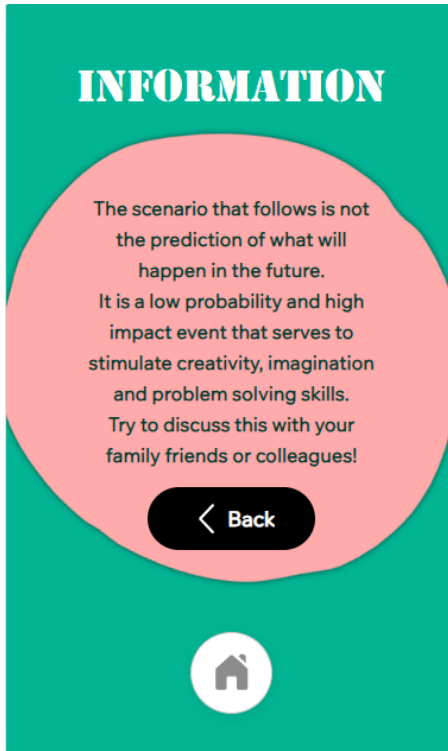 INFORMATION
The scenario that follows is not
the prediction of what will
happen in the future.
It is a low probability and high
impact event that serves to
stimulate creativity, imagination
and problem solving skills.
Try to discuss this with your
family friends or colleagues!
Back